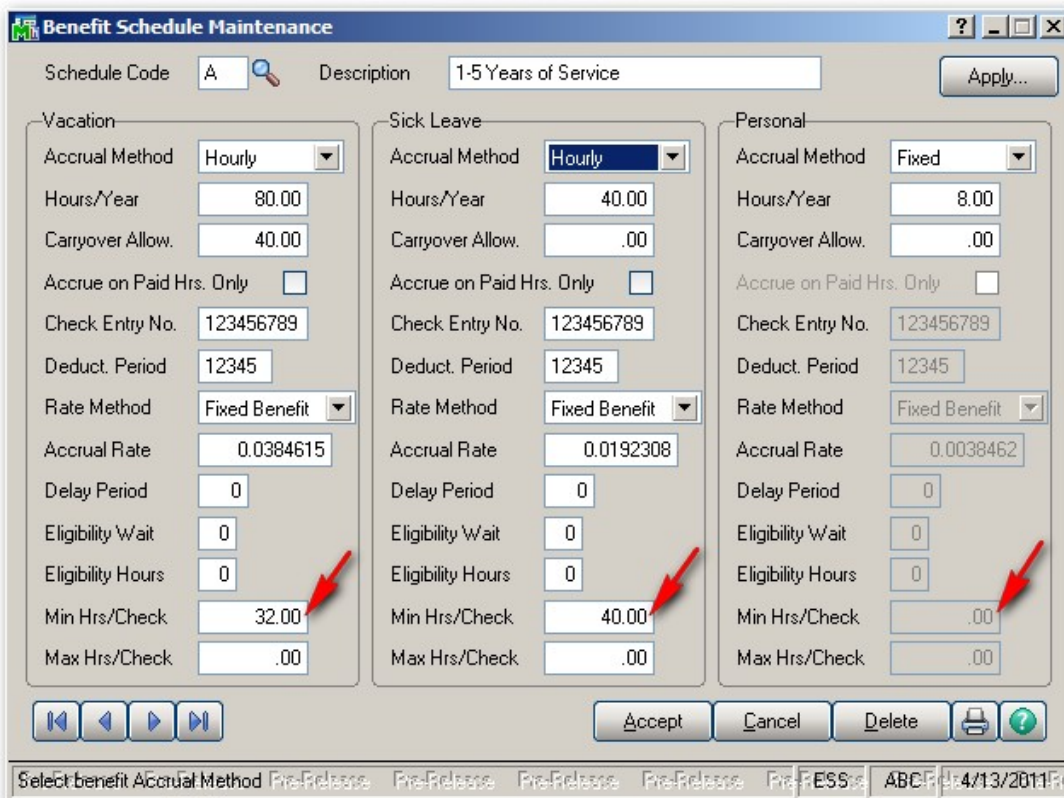 Benefit Schedule Maintenance
Schedule Code A Description 1-5 Years of Service Apply...
Vacation
Accrual Method Hourly
Hours/Year 80.00
Carryover Allow. 40.00
Accrue on Paid Hrs. Only
Check Entry No. 123456789
Deduct. Period 12345
Rate Method Fixed Benefit
Accrual Rate 0.0384615
Delay Period 0
Eligibility Wait 0
Eligibility Hours 0
Min Hrs/Check 32.00
Max Hrs/Check .00
Sick Leave
Accrual Method Hourly
Hours/Year 40.00
Carryover Allow. .00
Accrue on Paid Hrs. Only
Check Entry No. 123456789
Deduct. Period 12345
Rate Method Fixed Benefit
Accrual Rate 0.0192308
Delay Period 0
Eligibility Wait 0
Eligibility Hours 0
Min Hrs/Check 40.00
Max Hrs/Check .00
Personal
Accrual Method Fixed
Hours/Year 8.00
Carryover Allow. .00
Accrue on Paid Hrs. Only
Check Entry No. 123456789
Deduct. Period 12345
Rate Method Fixed Benefit
Accrual Rate 0.0038462
Delay Period 0
Eligibility Wait 0
Eligibility Hours 0
Min Hrs/Check .00
Max Hrs/Check .00
Accept Cancel Delete
Select benefit Accrual Method Pre-Release Pre-Release Pre-Release Pre-Release ESS ABC 4/13/2011